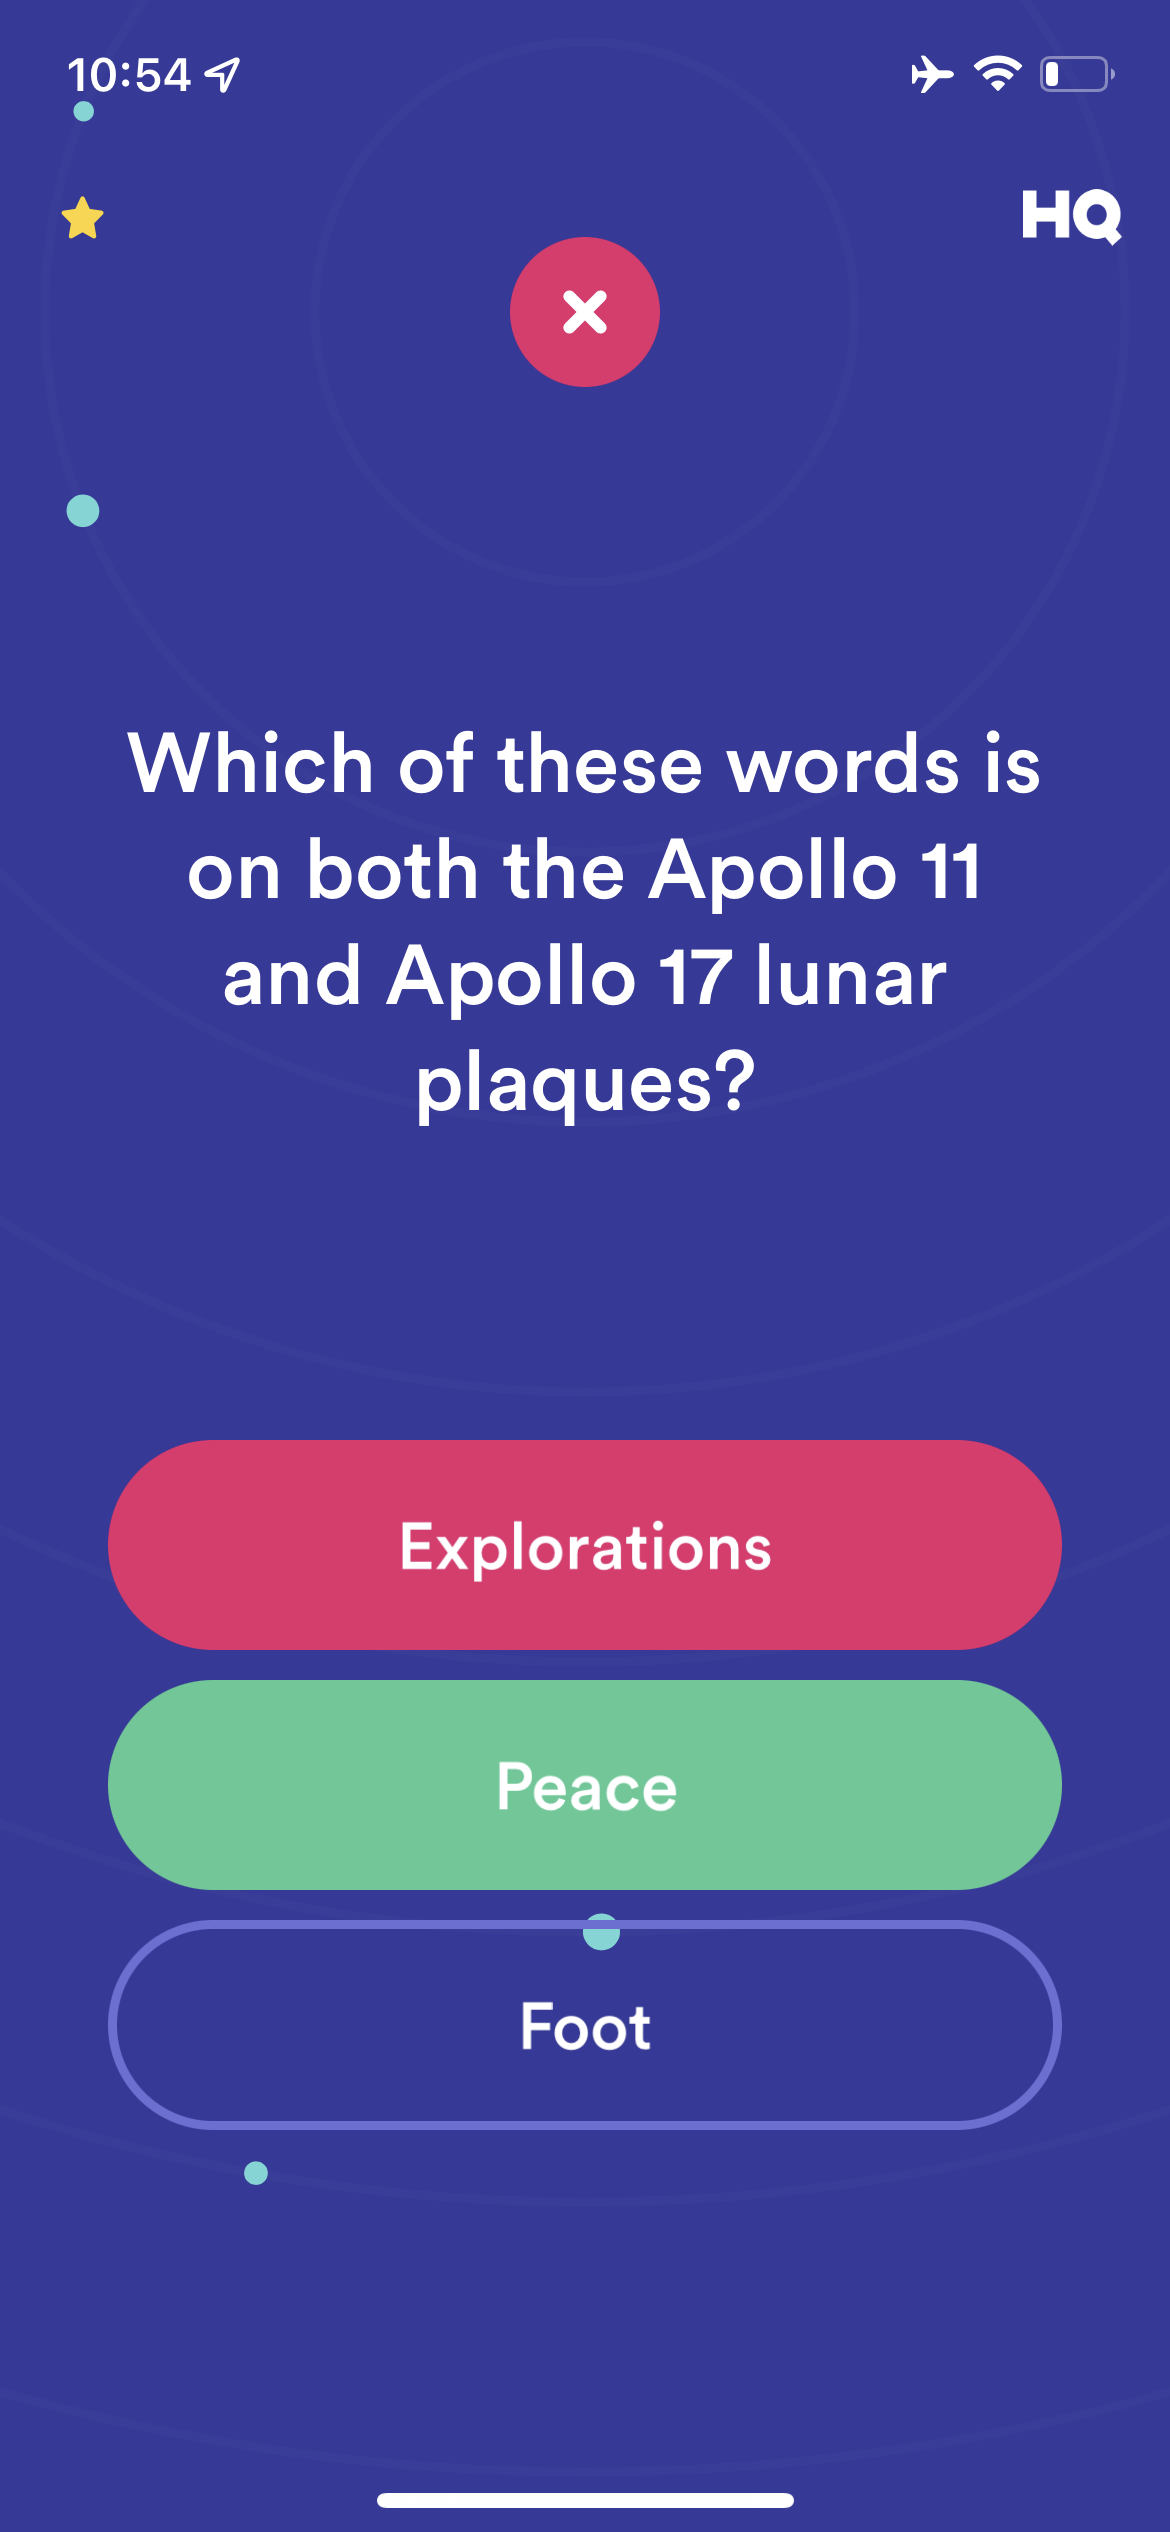 10:54
HQ
Which of these words is
on both the Apollo 11
and Apollo 17 lunar
plaques?
Explorations
Peace
Foot